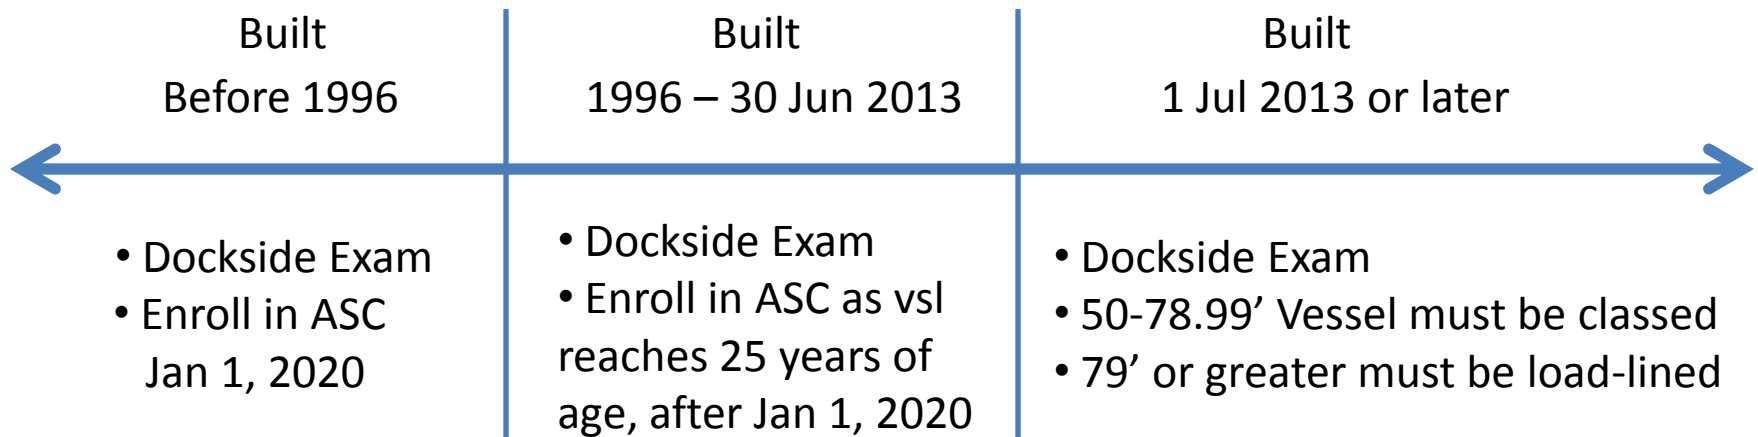 Built
Before 1996
• Dockside Exam
• Enroll in ASC
Jan 1, 2020
Built
1996 – 30 Jun 2013
• Dockside Exam
• Enroll in ASC as vsl
reaches 25 years of
age, after Jan 1, 2020
Built
1 Jul 2013 or later
• Dockside Exam
• 50-78.99’ Vessel must be classed
• 79’ or greater must be load-lined